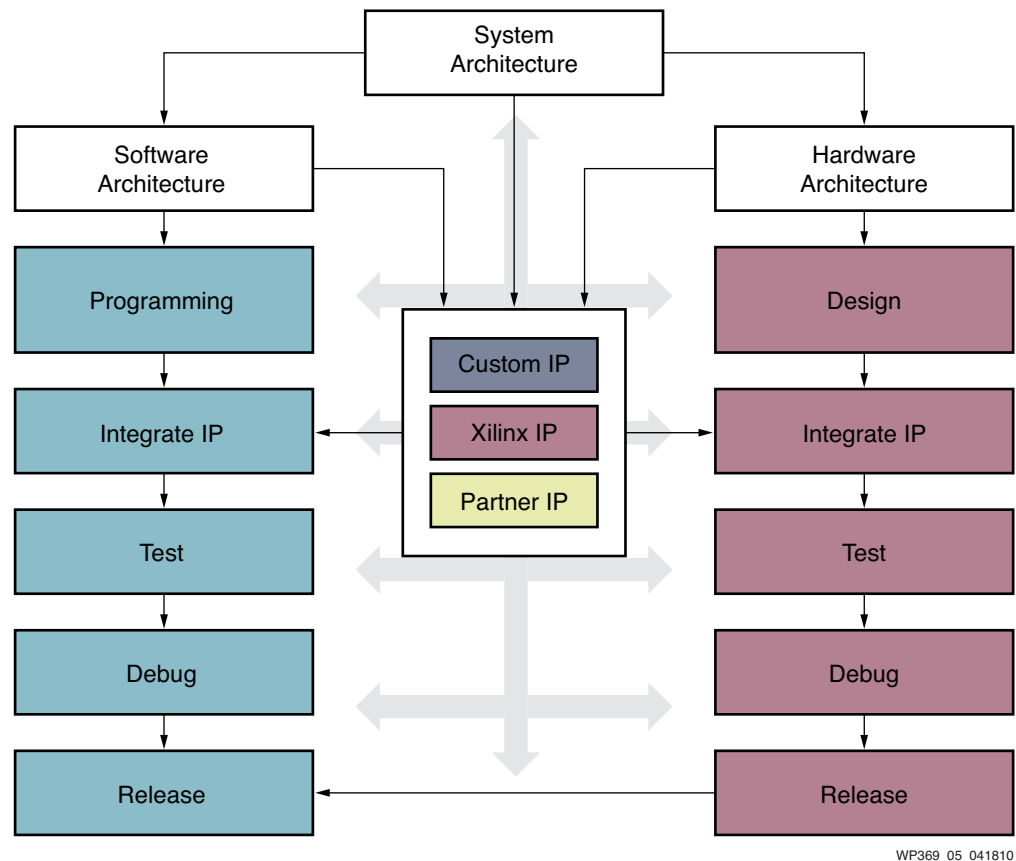 System
Architecture
Software
Architecture
Hardware
Architecture
Programming
Design
Custom IP
Integrate IP
Xilinx IP
Integrate IP
Partner IP
Test
Test
Debug
Debug
Release
Release
WP369_05_041810